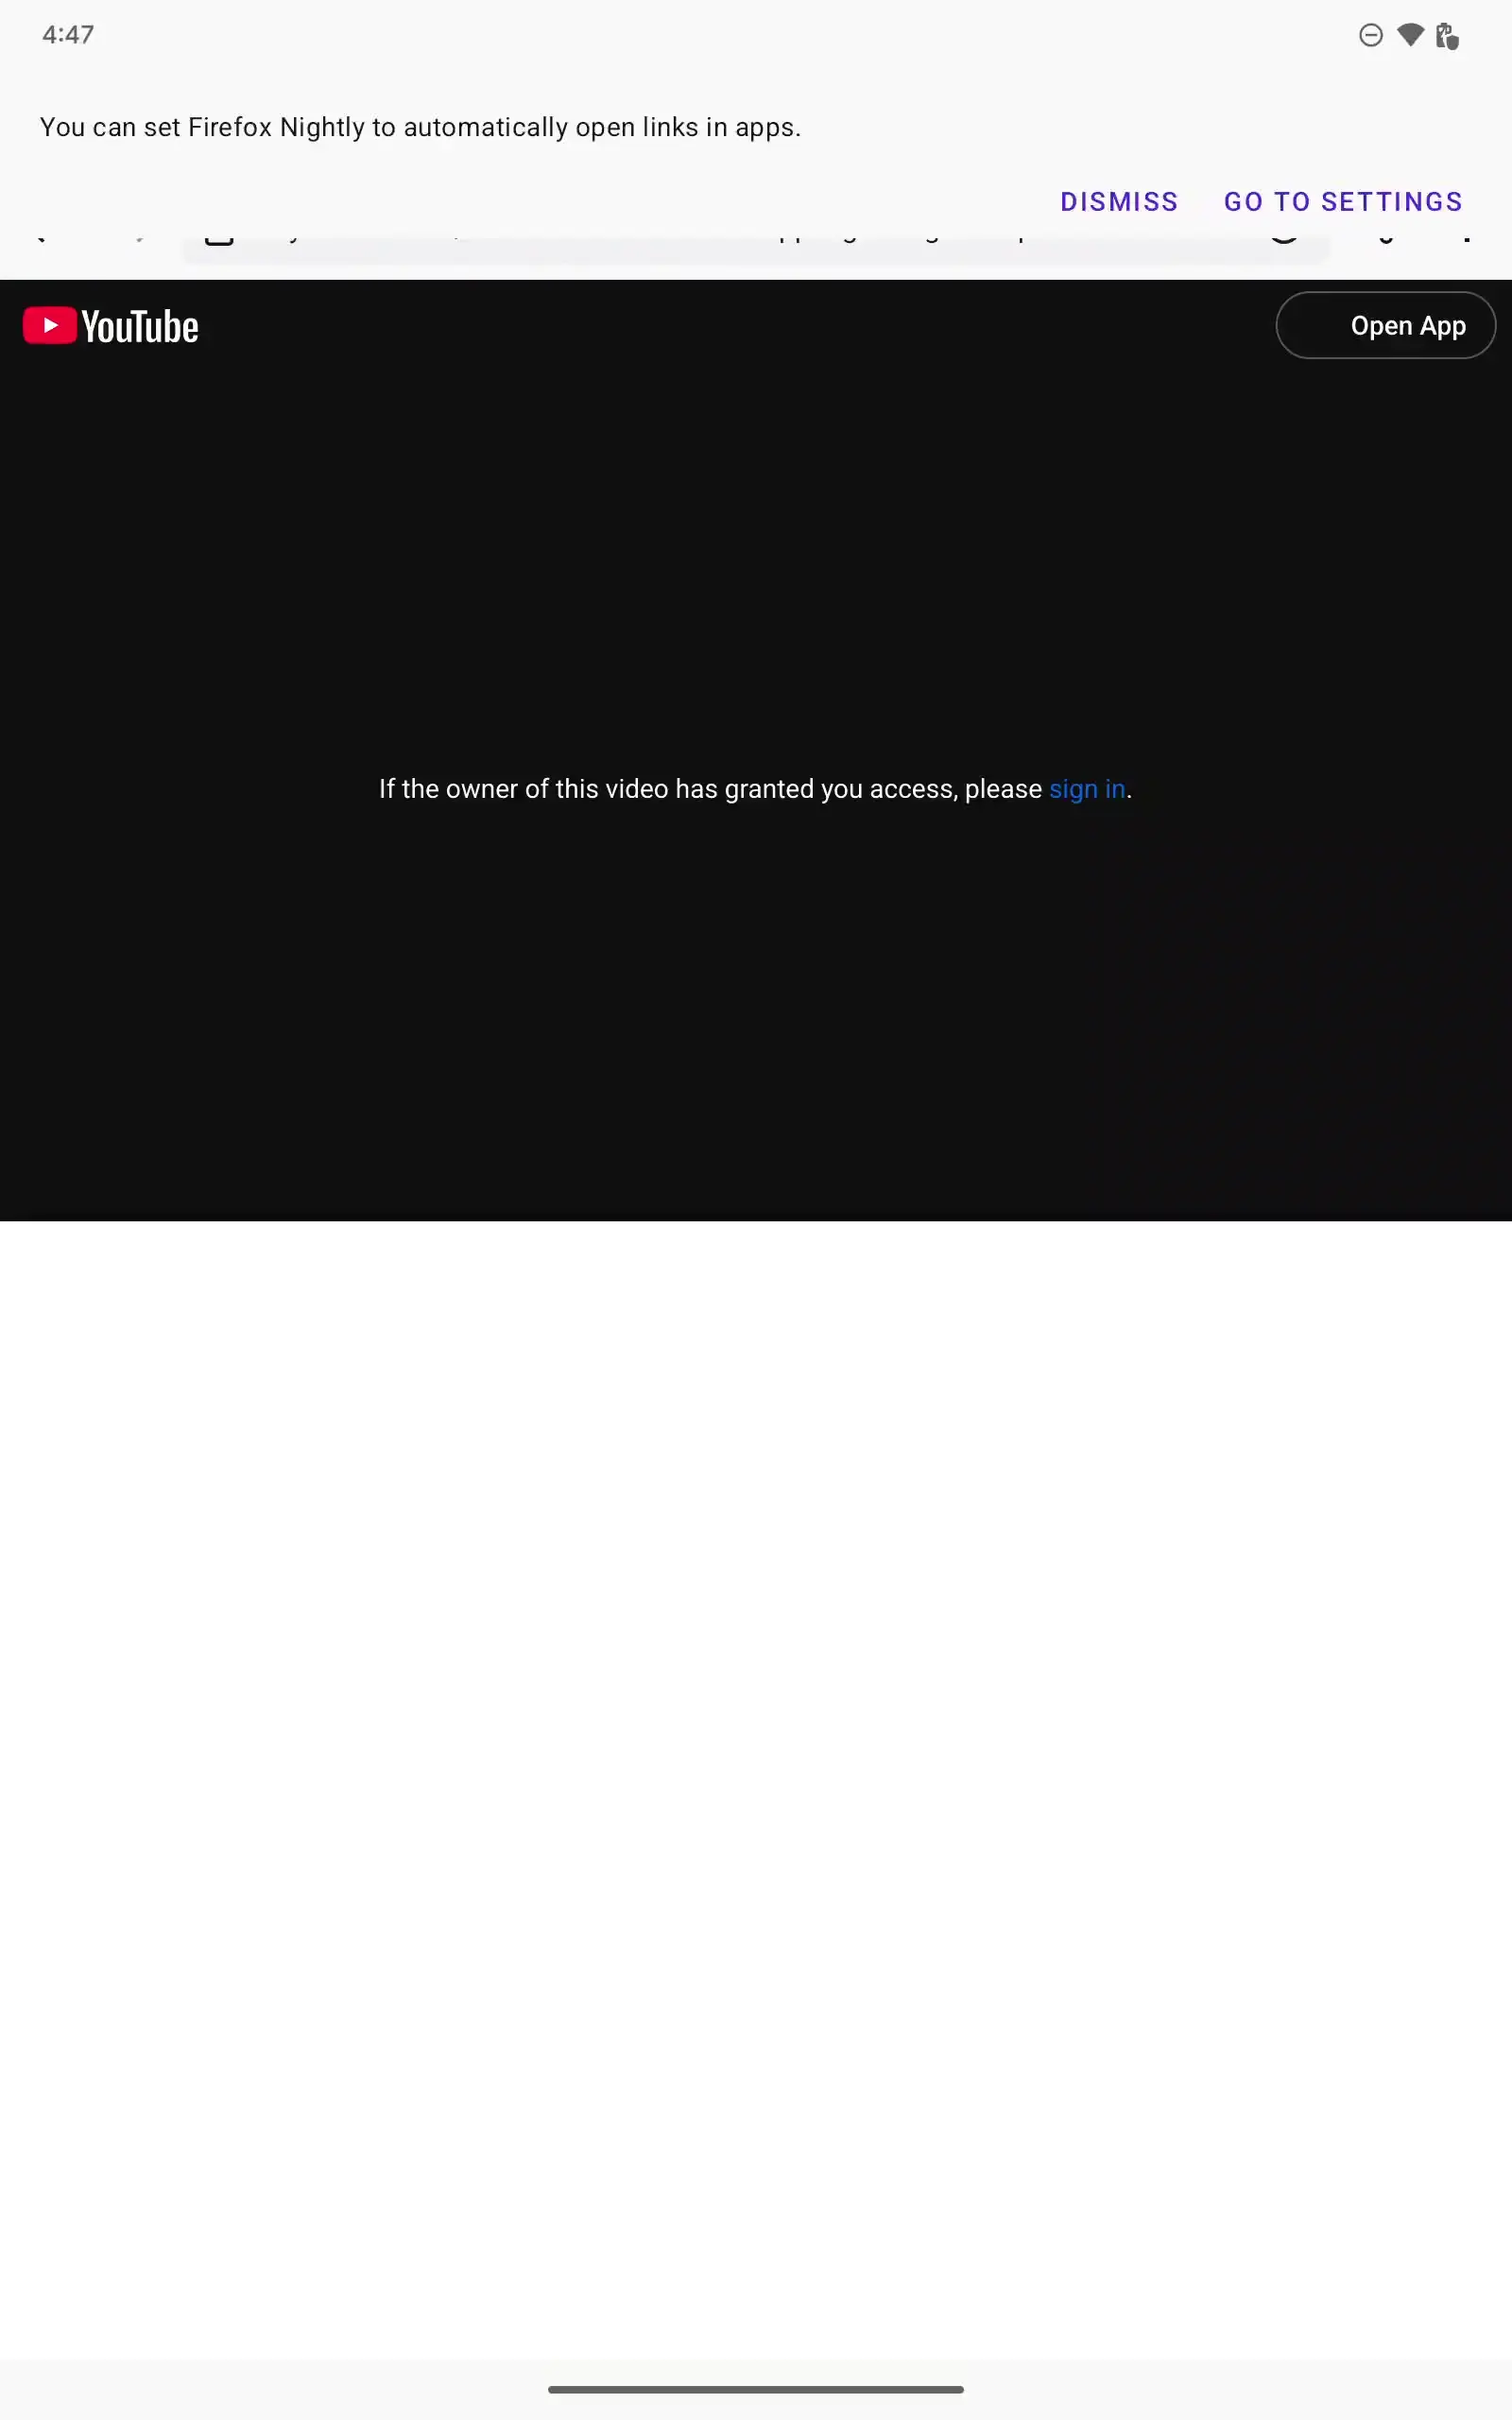 4:47
You can set Firefox Nightly to automatically open links in apps.
DISMISS GO TO SETTINGS
YouTube
Open App
If the owner of this video has granted you access, please sign in.